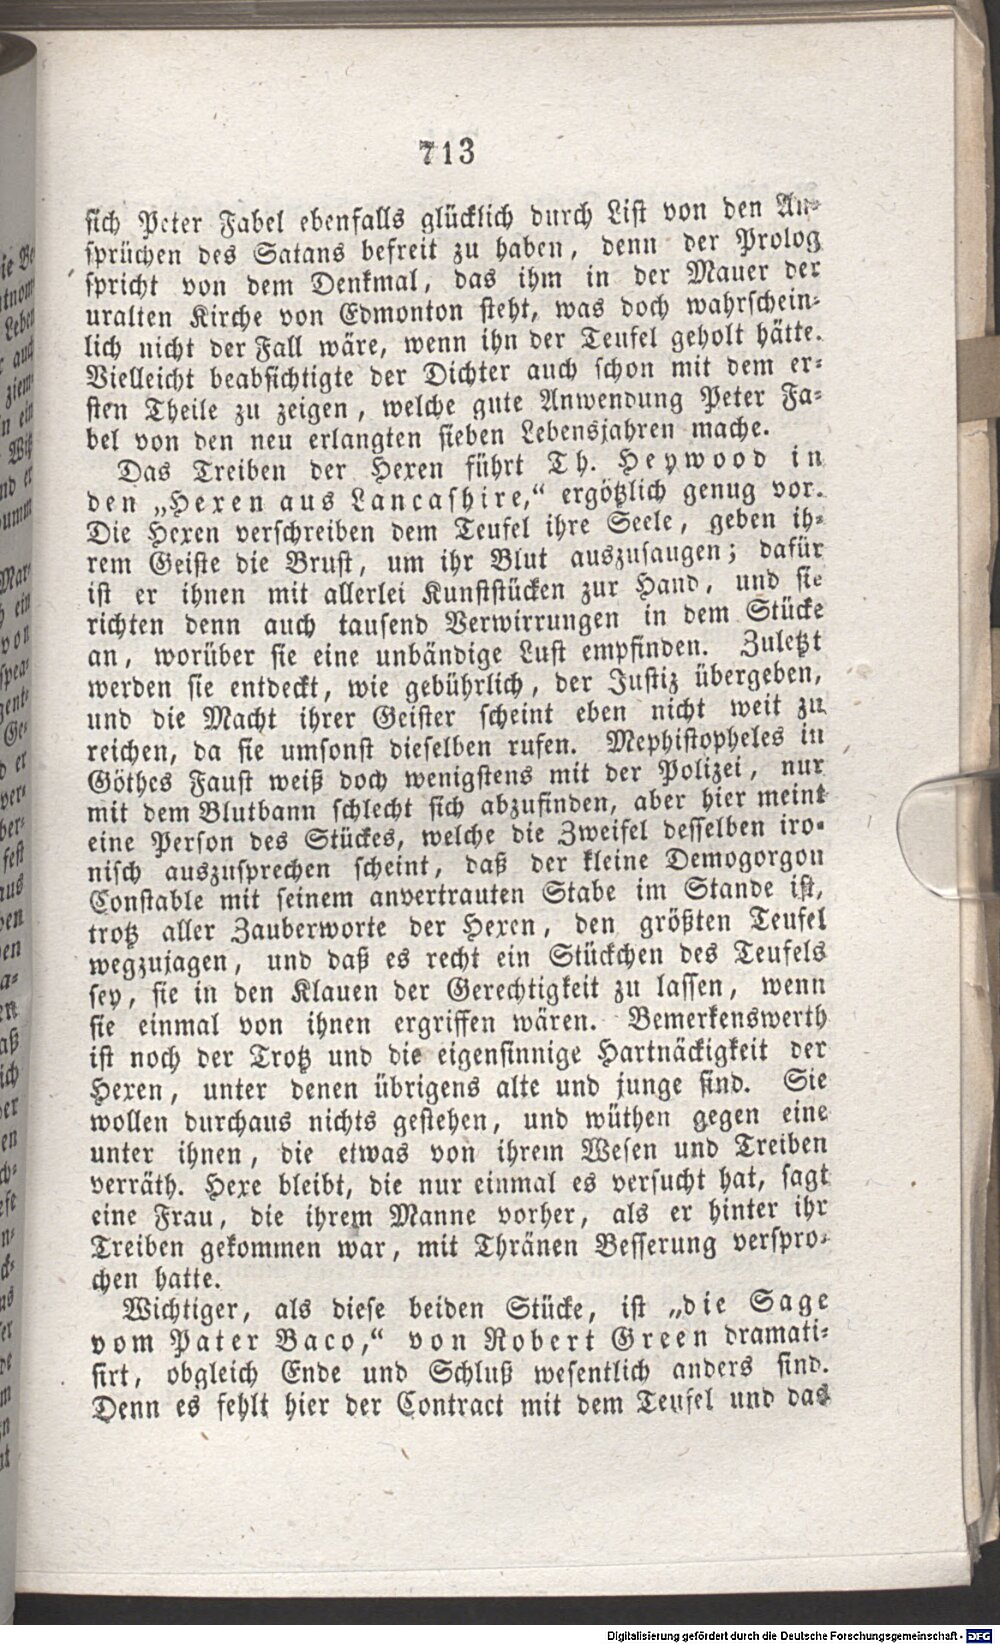 713
sich Peter Fabel ebenfalls glücklich durch List von den An-
sprüchen des Satans befreit zu haben, denn der Prolog
spricht von dem Denkmal, das ihm in der Mauer der
uralten Kirche von Edmonton steht, was doch wahrschein-
lich nicht der Fall wäre, wenn ihn der Teufel geholt hätte.
Vielleicht beabsichtigte der Dichter auch schon mit dem er-
sten Theile zu zeigen, welche gute Anwendung Peter Fa-
bel von den neu erlangten sieben Lebensjahren mache.
Das Treiben der Hexen führt Th. Heywood in
den „Hexen aus Lancashire,“ ergötzlich genug vor.
Die Hexen verschreiben dem Teufel ihre Seele, geben ih-
rem Geiste die Brust, um ihr Blut auszusaugen; dafür
ist er ihnen mit allerlei Kunststücken zur Hand, und sie
richten denn auch tausend Verwirrungen in dem Stücke
an, worüber sie eine unbändige Lust empfinden. Zuletzt
werden sie entdeckt, wie gebührlich, der Justiz übergeben,
und die Macht ihrer Geister scheint eben nicht weit zu
reichen, da sie umsonst dieselben rufen. Mephistopheles in
Göthes Faust weiß doch wenigstens mit der Polizei, nur
mit dem Blutbann schlecht sich abzufinden, aber hier meint
eine Person des Stückes, welche die Zweifel desselben iro-
nisch auszusprechen scheint, daß der kleine Demogorgon
Constable mit seinem anvertrauten Stabe im Stande ist,
trotz aller Zauberworte der Hexen, den größten Teufel
wegzujagen, und daß es recht ein Stückchen des Teufels
sey, sie in den Klauen der Gerechtigkeit zu lassen, wenn
sie einmal von ihnen ergriffen wären. Bemerkenswerth
ist noch der Trotz und die eigensinnige Hartnäckigkeit der
Hexen, unter denen übrigens alte und junge sind. Sie
wollen durchaus nichts gestehen, und wüthen gegen eine
unter ihnen, die etwas von ihrem Wesen und Treiben
verräth. Hexe bleibt, die nur einmal es versucht hat, sagt
eine Frau, die ihrem Manne vorher, als er hinter ihr
Treiben gekommen war, mit Thränen Besserung verspro-
chen hatte.
Wichtiger, als diese beiden Stücke, ist „die Sage
vom Pater Baco,“ von Robert Green dramati-
sirt, obgleich Ende und Schluß wesentlich anders sind.
Denn es fehlt hier der Contract mit dem Teufel und das
Digitalisierung gefördert durch die Deutsche Forschungsgemeinschaft - DFG